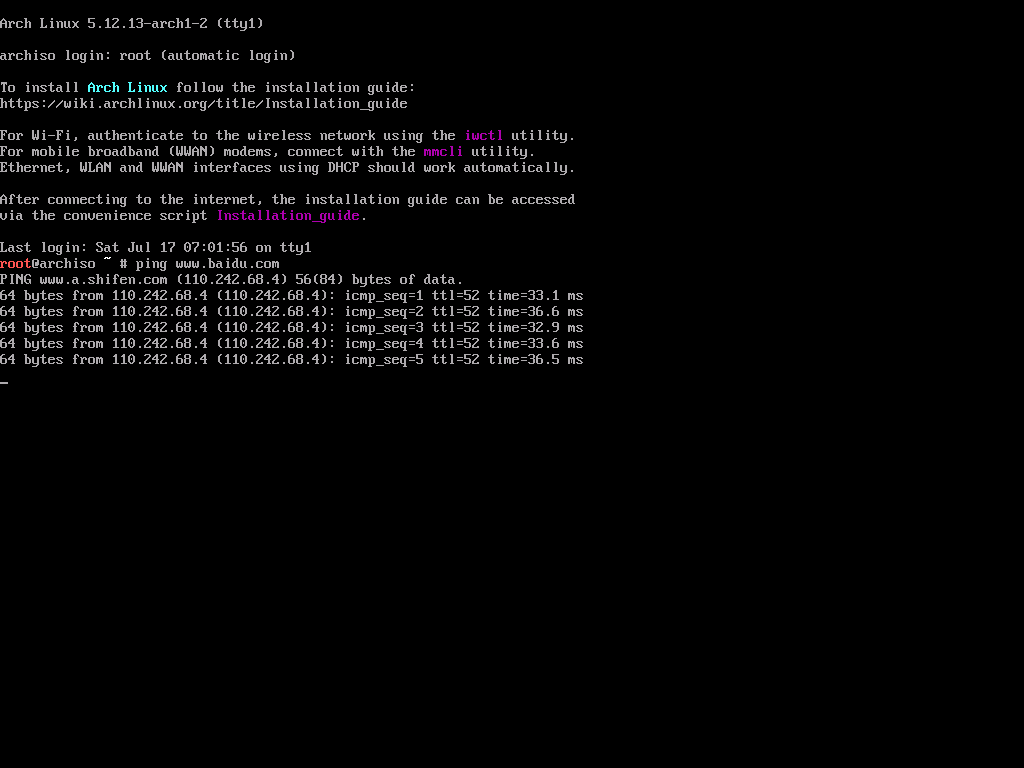 Arch Linux 5.12.13-arch1-2 (tty1)
archiso login: root (automatic login)
To install Arch Linux follow the installation guide:
https://wiki.archlinux.org/title/Installation_guide
For Wi-Fi, authenticate to the wireless network using the iwctl utility.
For mobile broadband (WWAN) modems, connect with the mmcli utility.
Ethernet, WLAN and WWAN interfaces using DHCP should work automatically.
After connecting to the internet, the installation guide can be accessed
via the convenience script Installation_guide.
Last login: Sat Jul 17 07:01:56 on tty1
root@archiso ~ # ping www.baidu.com
PING www.a.shifen.com (110.242.68.4) 56(84) bytes of data.
64 bytes from 110.242.68.4 (110.242.68.4): icmp_seq=1 ttl=52 time=33.1 ms
64 bytes from 110.242.68.4 (110.242.68.4): icmp_seq=2 ttl=52 time=36.6 ms
64 bytes from 110.242.68.4 (110.242.68.4): icmp_seq=3 ttl=52 time=32.9 ms
64 bytes from 110.242.68.4 (110.242.68.4): icmp_seq=4 ttl=52 time=33.6 ms
64 bytes from 110.242.68.4 (110.242.68.4): icmp_seq=5 ttl=52 time=36.5 ms